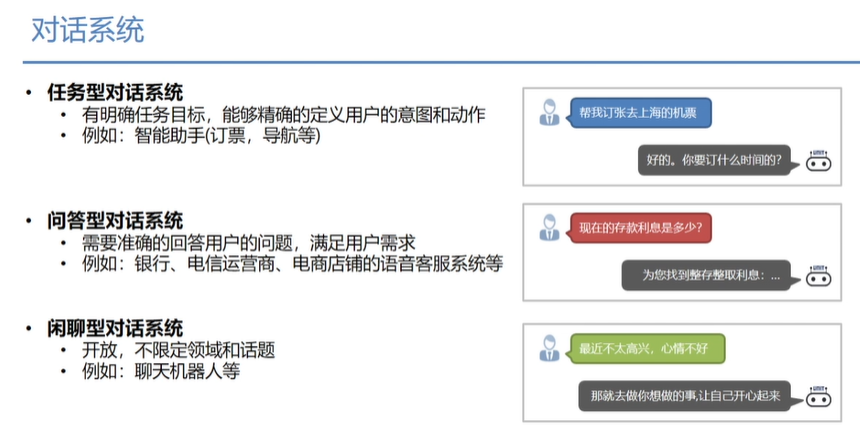 对话系统
• 任务型对话系统
• 有明确任务目标，能够精确的定义用户的意图和动作
• 例如：智能助手(订票，导航等)
帮我订张去上海的机票
好的。你要订什么时间的?
• 问答型对话系统
• 需要准确的回答用户的问题，满足用户需求
• 例如：银行、电信运营商、电商店铺的语音客服系统等
现在的存款利息是多少?
为您找到整存整取利息：...
• 闲聊型对话系统
• 开放，不限定领域和话题
• 例如：聊天机器人等
最近不太高兴，心情不好
那就去做你想做的事,让自己开心起来